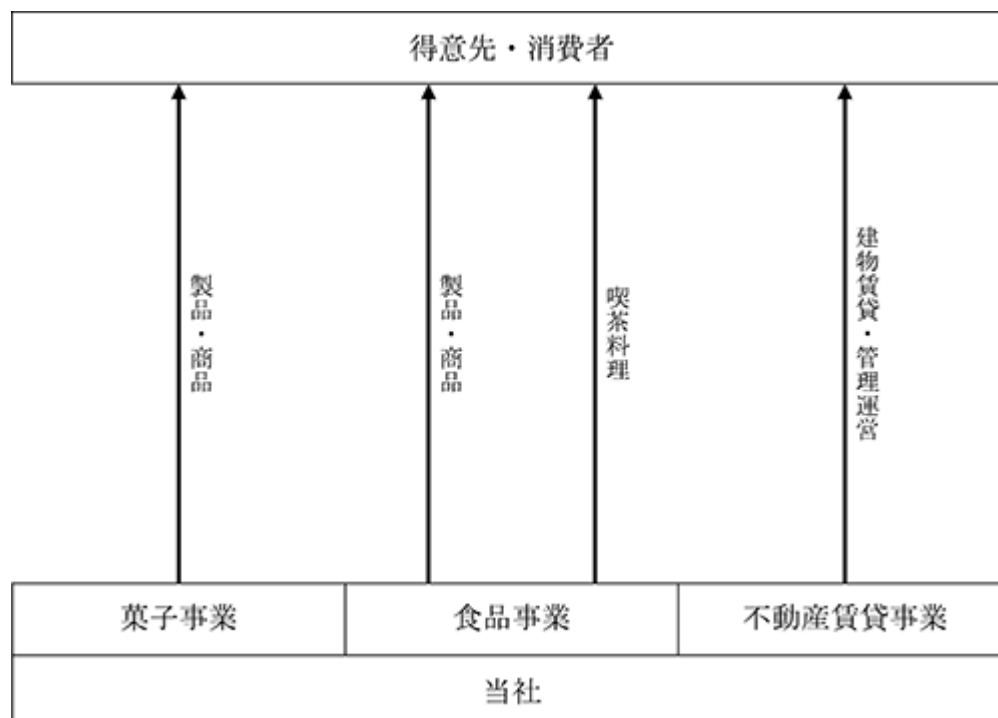 得意先・消費者
製品・商品
製品・商品
喫茶料理
建物賃貸・管理運営
菓子事業
食品事業
不動産賃貸事業
当社